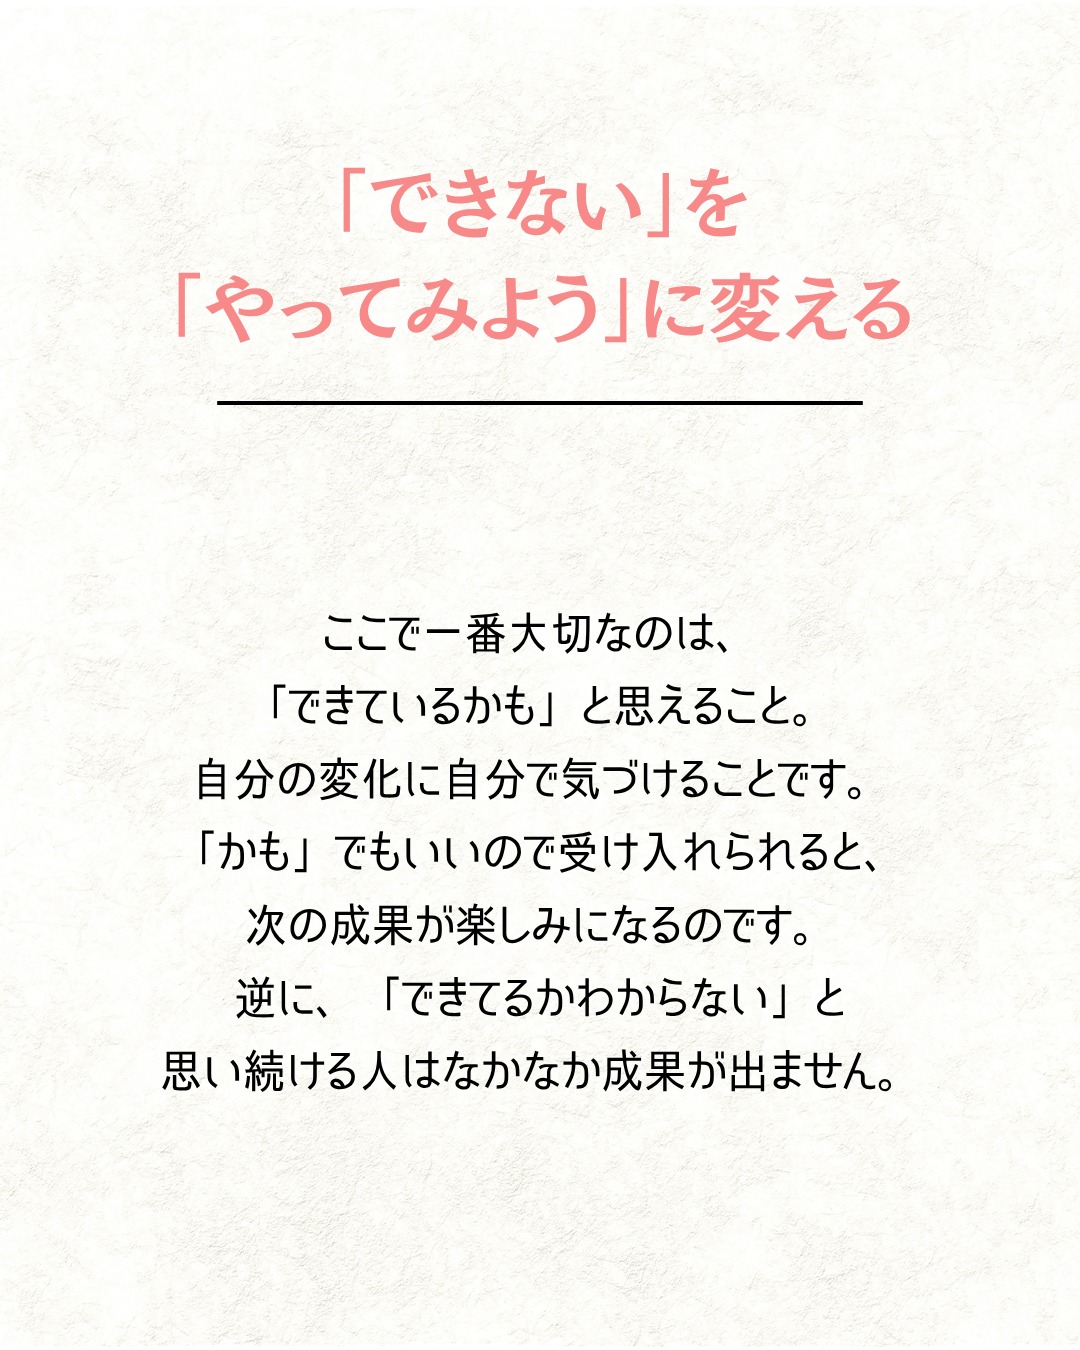 「できない」を
「やってみよう」に変える
ここで一番大切なのは、
「できているかも」と思えること。
自分の変化に自分で気づけることです。
「かも」でもいいので受け入れられると、
次の成果が楽しみになるのです。
逆に、「できてるかわからない」と
思い続ける人はなかなか成果が出ません。